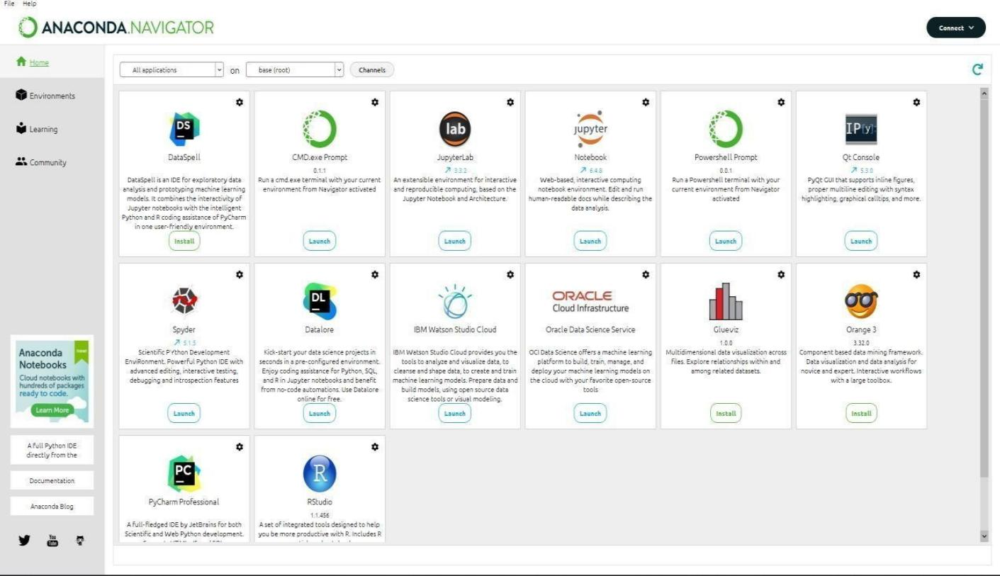 File Help
ANACONDA.NAVIGATOR
Connect
Home
Environments
Learning
Community
All applications on base (root) Channels
DS
DataSpell
DataSpell is an IDE for exploratory data
analysis and prototyping machine learning
models. It combines the interactivity of
Jupyter notebooks with the intelligent
Python and R coding assistance of PyCharm
in one user-friendly environment.
Install
CMD.exe Prompt
0.1.1
Run a cmd.exe terminal with your current
environment from Navigator activated
Launch
lab
JupyterLab
3.3.2
An extensible environment for interactive
and reproducible computing, based on the
Jupyter Notebook and Architecture.
Launch
jupyter
Notebook
6.4.8
Web-based, interactive computing
notebook environment. Edit and run
human-readable docs while describing the
data analysis.
Launch
Powershell Prompt
0.0.1
Run a Powershell terminal with your
current environment from Navigator
activated
Launch
IP[y]:
Qt Console
5.3.0
PyQt GUI that supports inline figures,
proper multiline editing with syntax
highlighting, graphical calltips, and more.
Launch
Spyder
5.1.5
Scientific PYthon Development
EnviRonment. Powerful Python IDE with
advanced editing, interactive testing,
debugging and introspection features
Launch
DL
Datalore
Kick-start your data science projects in
seconds in a pre-configured environment.
Enjoy coding assistance for Python, SQL,
and R in Jupyter notebooks and benefit
from no-code automations. Use Datalore
online for free.
Launch
IBM Watson Studio Cloud
IBM Watson Studio Cloud provides you the
tools to analyze and visualize data, to
cleanse and shape data, to create and train
machine learning models. Prepare data and
build models, using open source data
science tools or visual modeling.
Launch
ORACLE
Cloud Infrastructure
Oracle Data Science Service
OCI Data Science offers a machine learning
platform to build, train, manage, and
deploy your machine learning models on
the cloud with your favorite open-source
tools
Launch
Glueviz
1.0.0
Multidimensional data visualization across
files. Explore relationships within and
among related datasets.
Install
Orange 3
3.32.0
Component based data mining framework.
Data visualization and data analysis for
novice and expert. Interactive workflows
with a large toolbox.
Install
PC
PyCharm Professional
A full-fledged IDE by JetBrains for both
Scientific and Web Python development.
R
RStudio
1.1.456
A set of integrated tools designed to help
you be more productive with R. Includes R
Anaconda
Notebooks
New!
Cloud notebooks with
hundreds of packages
ready to code.
Learn More
A full Python IDE
directly from the
Documentation
Anaconda Blog
You
Tube